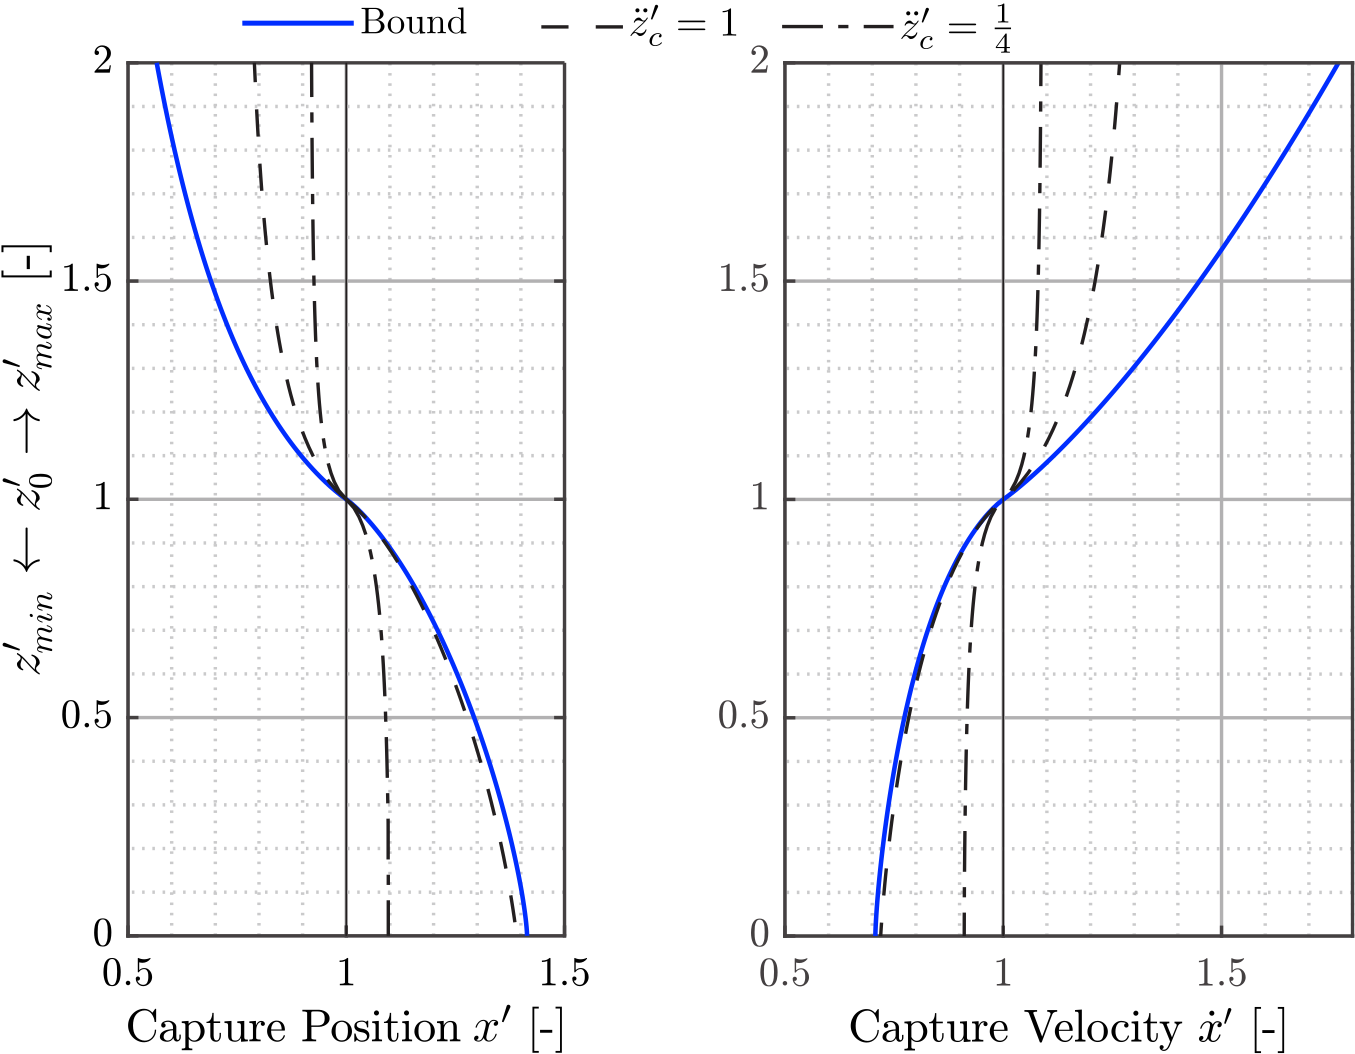 Bound z̈′c = 1 z̈′c = 1/4
2
1.5
1
0.5
0
0.5 1 1.5
Capture Position x′ [-]
z′min ← z′0 → z′max [-]
2
1.5
1
0.5
0
0.5 1 1.5
Capture Velocity ẋ′ [-]